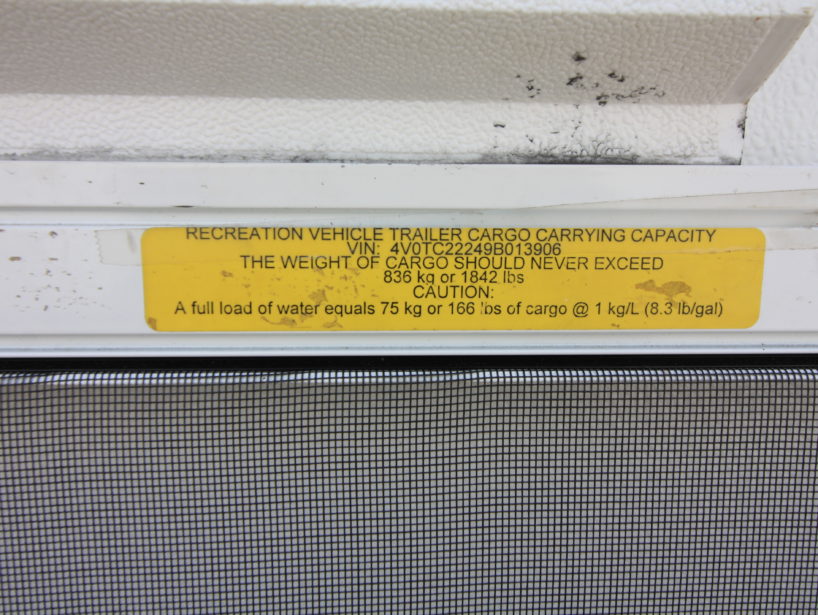 RECREATION VEHICLE TRAILER CARGO CARRYING CAPACITY
VIN: 4V0TC22249B013906
THE WEIGHT OF CARGO SHOULD NEVER EXCEED
836 kg or 1842 lbs
CAUTION:
A full load of water equals 75 kg or 166 lbs of cargo @ 1 kg/L (8.3 lb/gal)